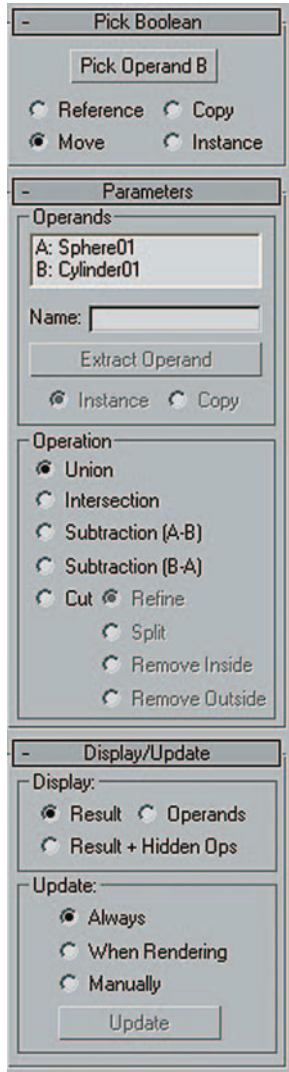 - Pick Boolean
Pick Operand B
Reference Copy
Move Instance
- Parameters
Operands
A: Sphere01
B: Cylinder01
Name:
Extract Operand
Instance Copy
Operation
Union
Intersection
Subtraction (A-B)
Subtraction (B-A)
Cut Refine
Split
Remove Inside
Remove Outside
- Display/Update
Display:
Result Operands
Result + Hidden Ops
Update:
Always
When Rendering
Manually
Update